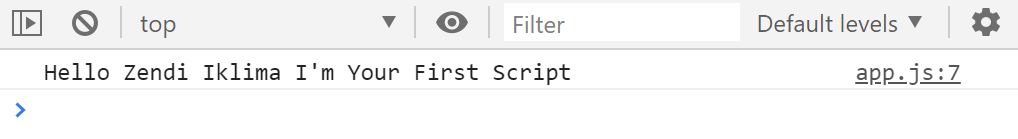 top Filter Default levels
Hello Zendi Iklima I'm Your First Script app.js:7